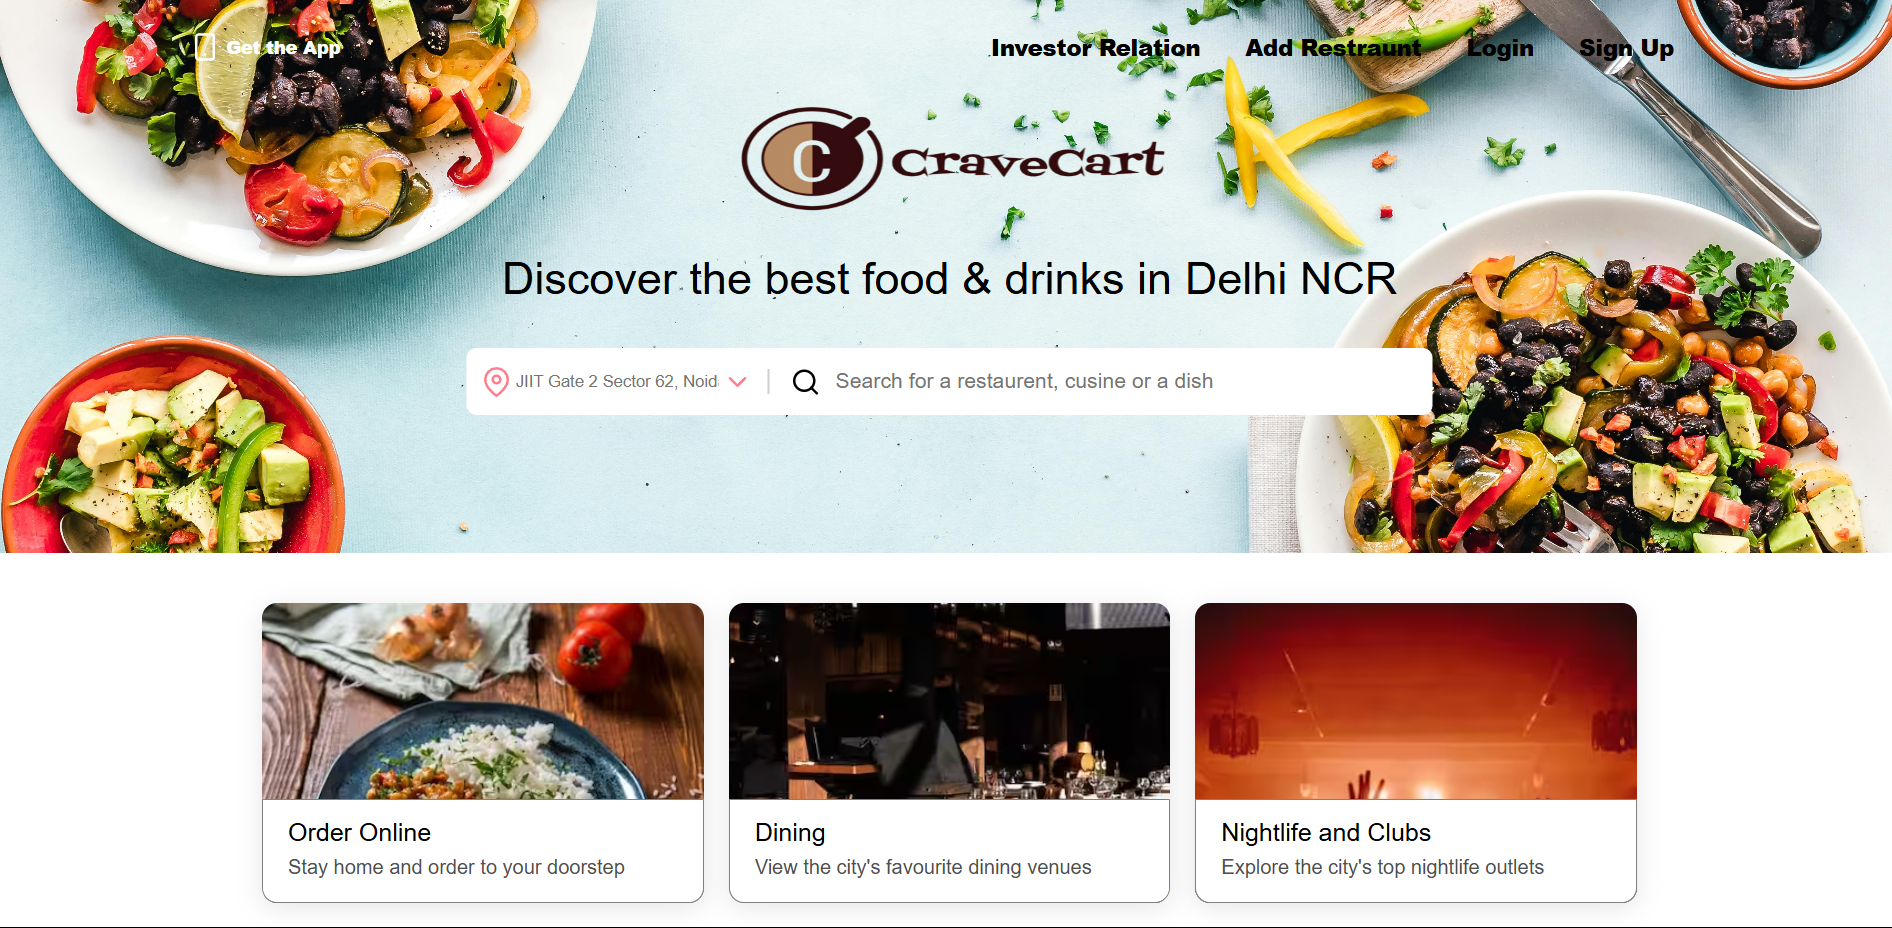 Get the App
Investor Relation
Add Restraunt
Login
Sign Up
C CraveCart
Discover the best food & drinks in Delhi NCR
JIIT Gate 2 Sector 62, Noid
Search for a restaurent, cusine or a dish
Order Online
Stay home and order to your doorstep
Dining
View the city's favourite dining venues
Nightlife and Clubs
Explore the city's top nightlife outlets